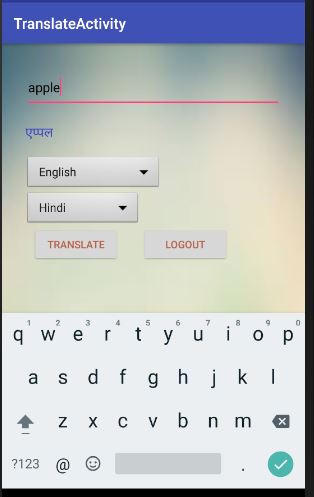 TranslateActivity
apple
एप्पल
English
Hindi
TRANSLATE LOGOUT
1 2 3 4 5 6 7 8 9 0
q w e r t y u i o p
a s d f g h j k l
z x c v b n m
?123 @ .